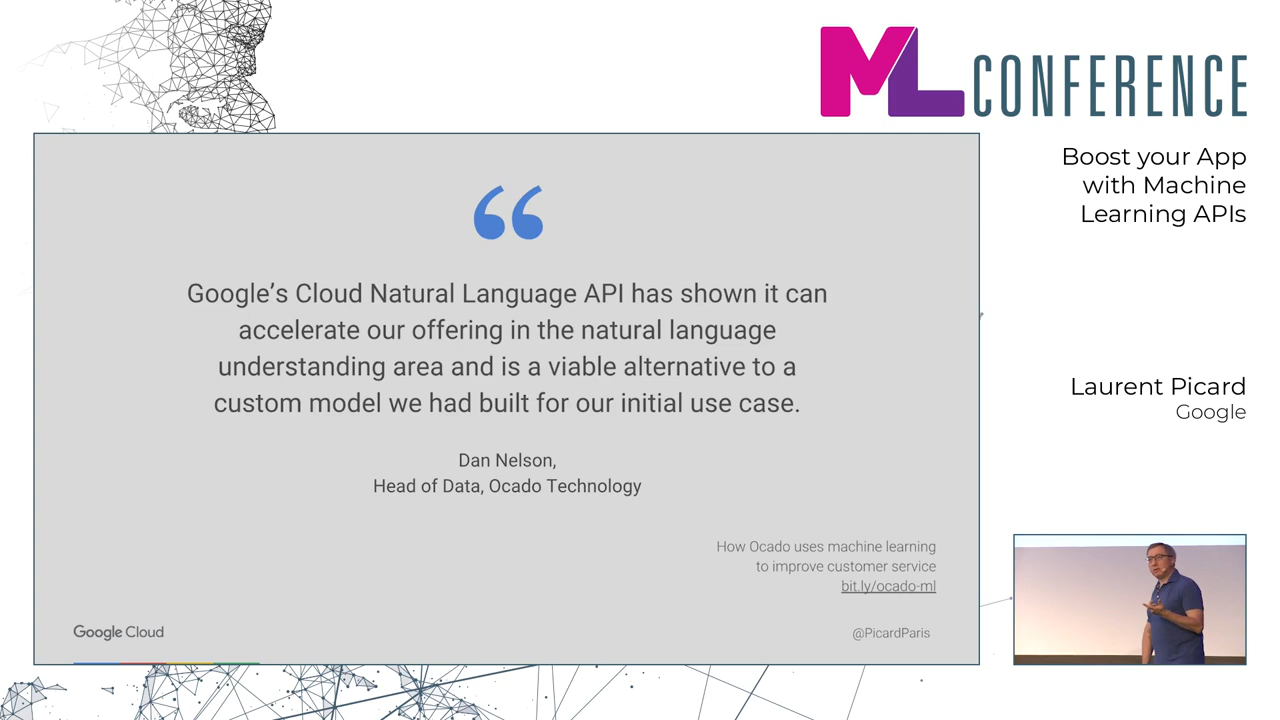 ML CONFERENCE
Boost your App
with Machine
Learning APIs
“
Google’s Cloud Natural Language API has shown it can
accelerate our offering in the natural language
understanding area and is a viable alternative to a
custom model we had built for our initial use case.
Dan Nelson,
Head of Data, Ocado Technology
How Ocado uses machine learning
to improve customer service
bit.ly/ocado-ml
Google Cloud
@PicardParis
Laurent Picard
Google